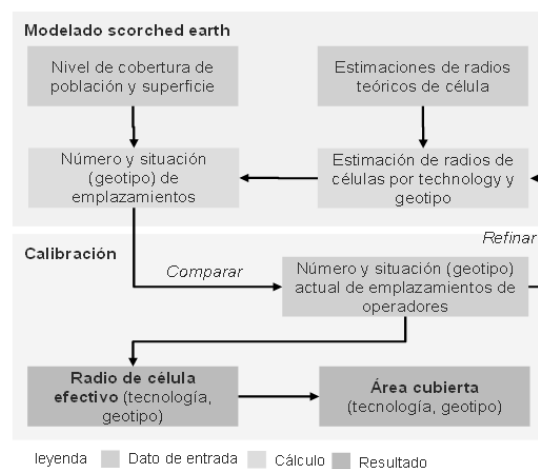 Modelado scorched earth
Nivel de cobertura de
población y superficie
Estimaciones de radios
teóricos de célula
Número y situación
(geotipo) de
emplazamientos
Estimación de radios de
células por technology y
geotipo
Refinar
Calibración
Comparar
Número y situación (geotipo)
actual de emplazamientos de
operadores
Radio de célula
efectivo (tecnología,
geotipo)
Área cubierta
(tecnología, geotipo)
leyenda Dato de entrada Cálculo Resultado